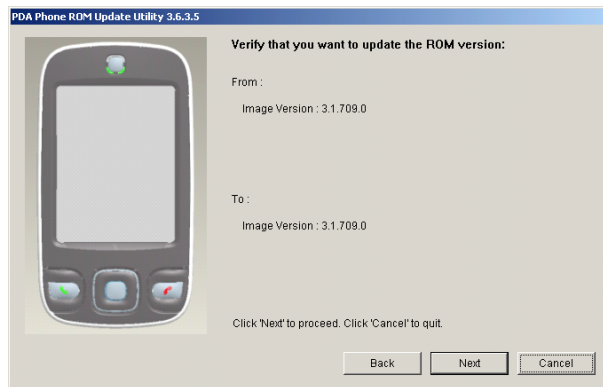 PDA Phone ROM Update Utility 3.6.3.5
Verify that you want to update the ROM version:
From :
Image Version : 3.1.709.0
To :
Image Version : 3.1.709.0
Click 'Next' to proceed. Click 'Cancel' to quit.
Back Next Cancel